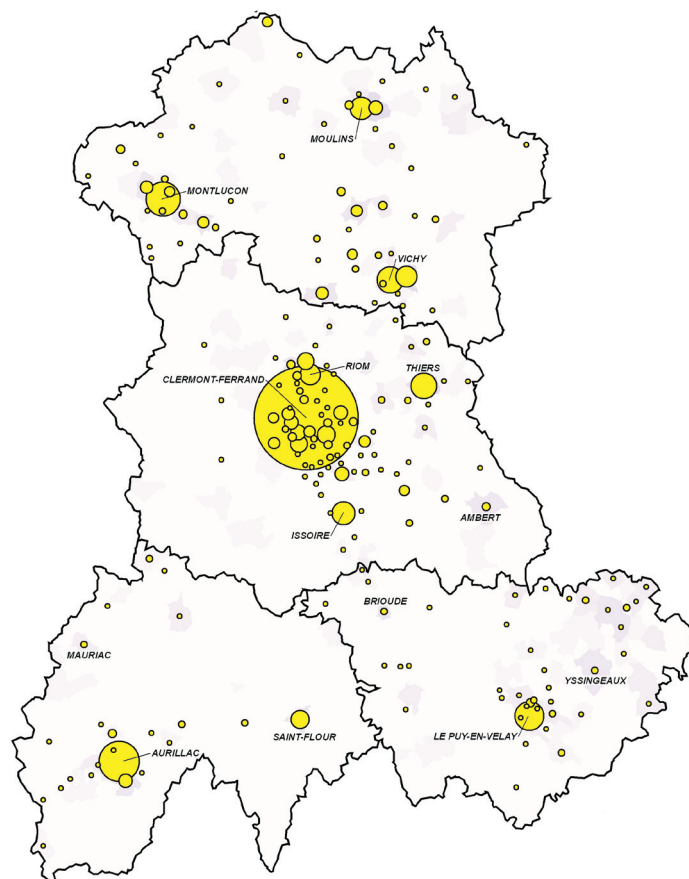 MOULINS
MONTLUCON
VICHY
RIOM
THIERS
CLERMONT-FERRAND
ISSOIRE
AMBERT
BRIOUDE
MAURIAC
YSSINGEAUX
SAINT-FLOUR
LE PUY-EN-VELAY
AURILLAC